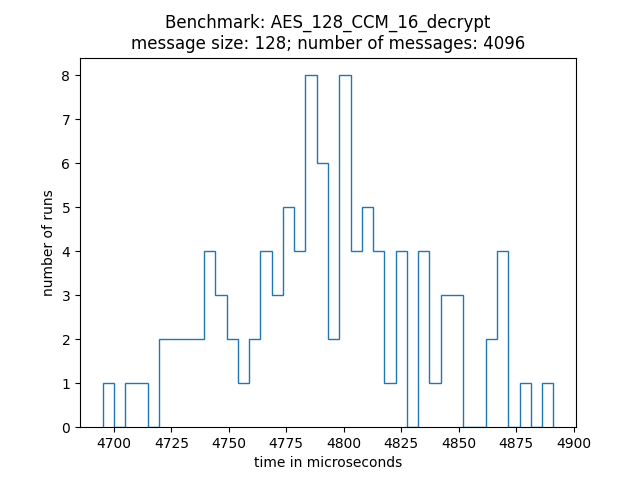 Benchmark: AES_128_CCM_16_decrypt
message size: 128; number of messages: 4096
8
7
6
5
4
3
2
1
0
number of runs
4700 4725 4750 4775 4800 4825 4850 4875 4900
time in microseconds